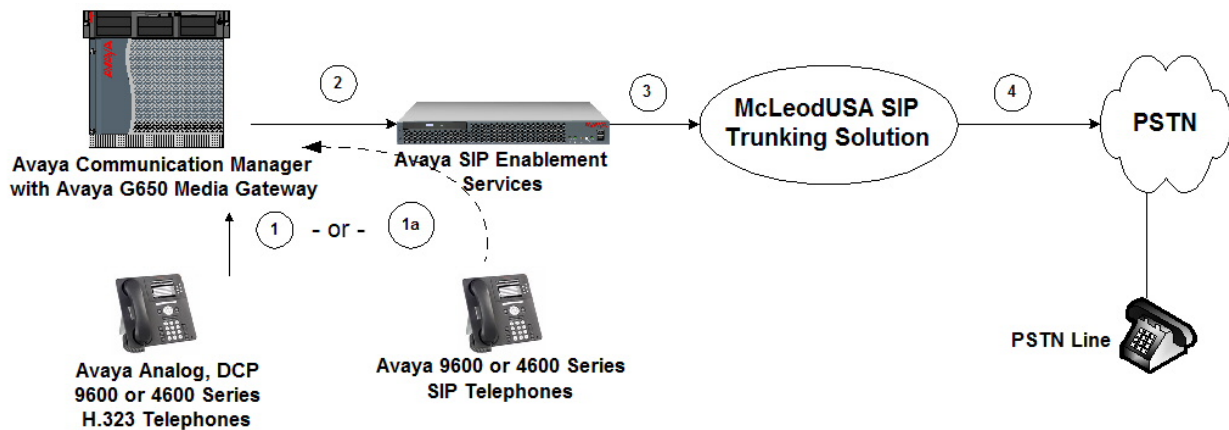 AVAYA
2
3
4
McLeodUSA SIP
Trunking Solution
PSTN
AVAYA
Avaya Communication Manager
with Avaya G650 Media Gateway
Avaya SIP Enablement
Services
1
- or -
1a
PSTN Line
Avaya Analog, DCP
9600 or 4600 Series
H.323 Telephones
Avaya 9600 or 4600 Series
SIP Telephones